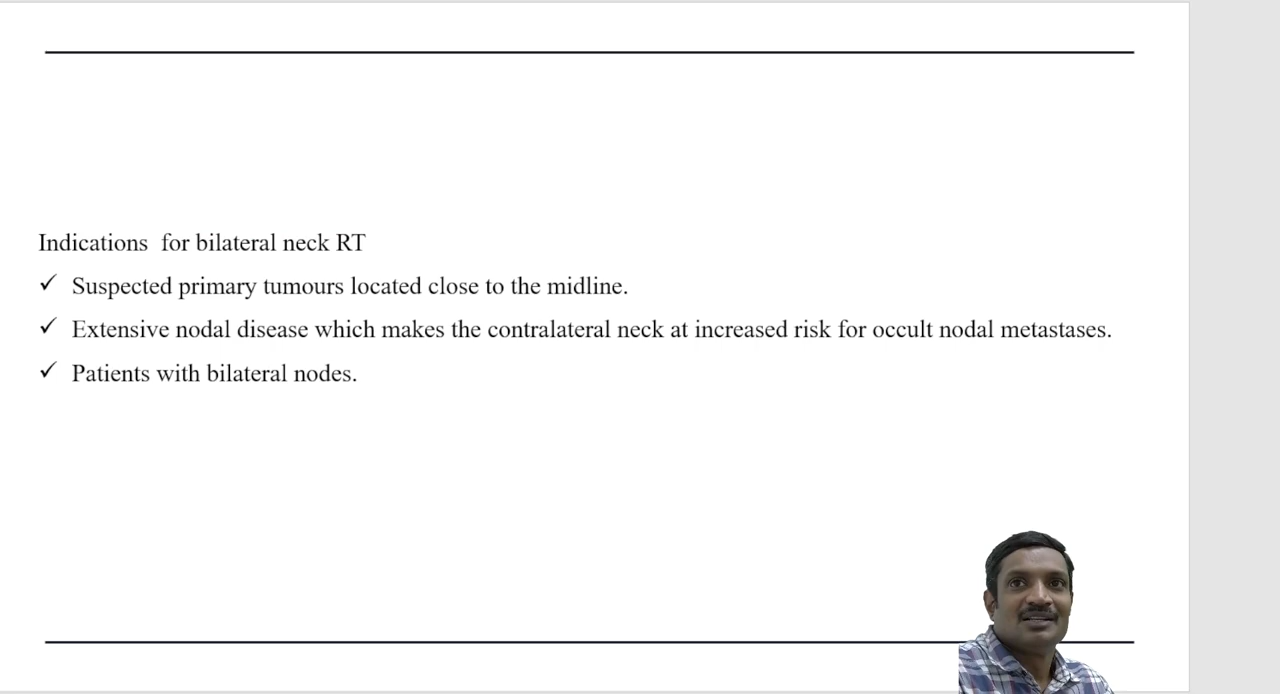 Indications for bilateral neck RT
✓ Suspected primary tumours located close to the midline.
✓ Extensive nodal disease which makes the contralateral neck at increased risk for occult nodal metastases.
✓ Patients with bilateral nodes.